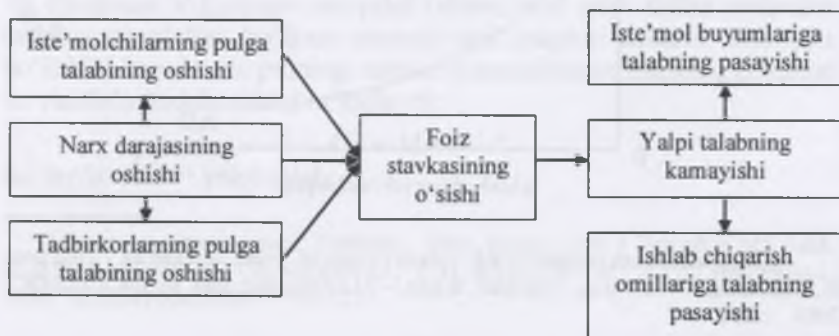 Iste'molchilarning pulga
talabining oshishi
Narx darajasining
oshishi
Tadbirkorlarning pulga
talabining oshishi
Foiz
stavkasining
o‘sishi
Iste'mol buyumlariga
talabning pasayishi
Yalpi talabning
kamayishi
Ishlab chiqarish
omillariga talabning
pasayishi